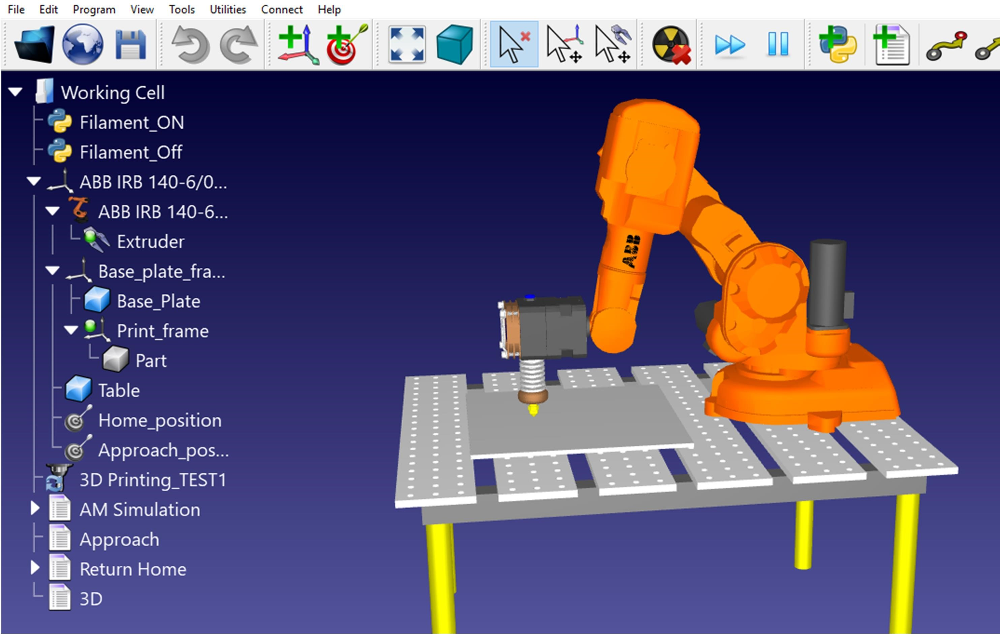 File Edit Program View Tools Utilities Connect Help
Working Cell
Filament_ON
Filament_Off
ABB IRB 140-6/0...
ABB IRB 140-6...
Extruder
Base_plate_fra...
Base_Plate
Print_frame
Part
Table
Home_position
Approach_pos...
3D Printing_TEST1
AM Simulation
Approach
Return Home
3D
ABB